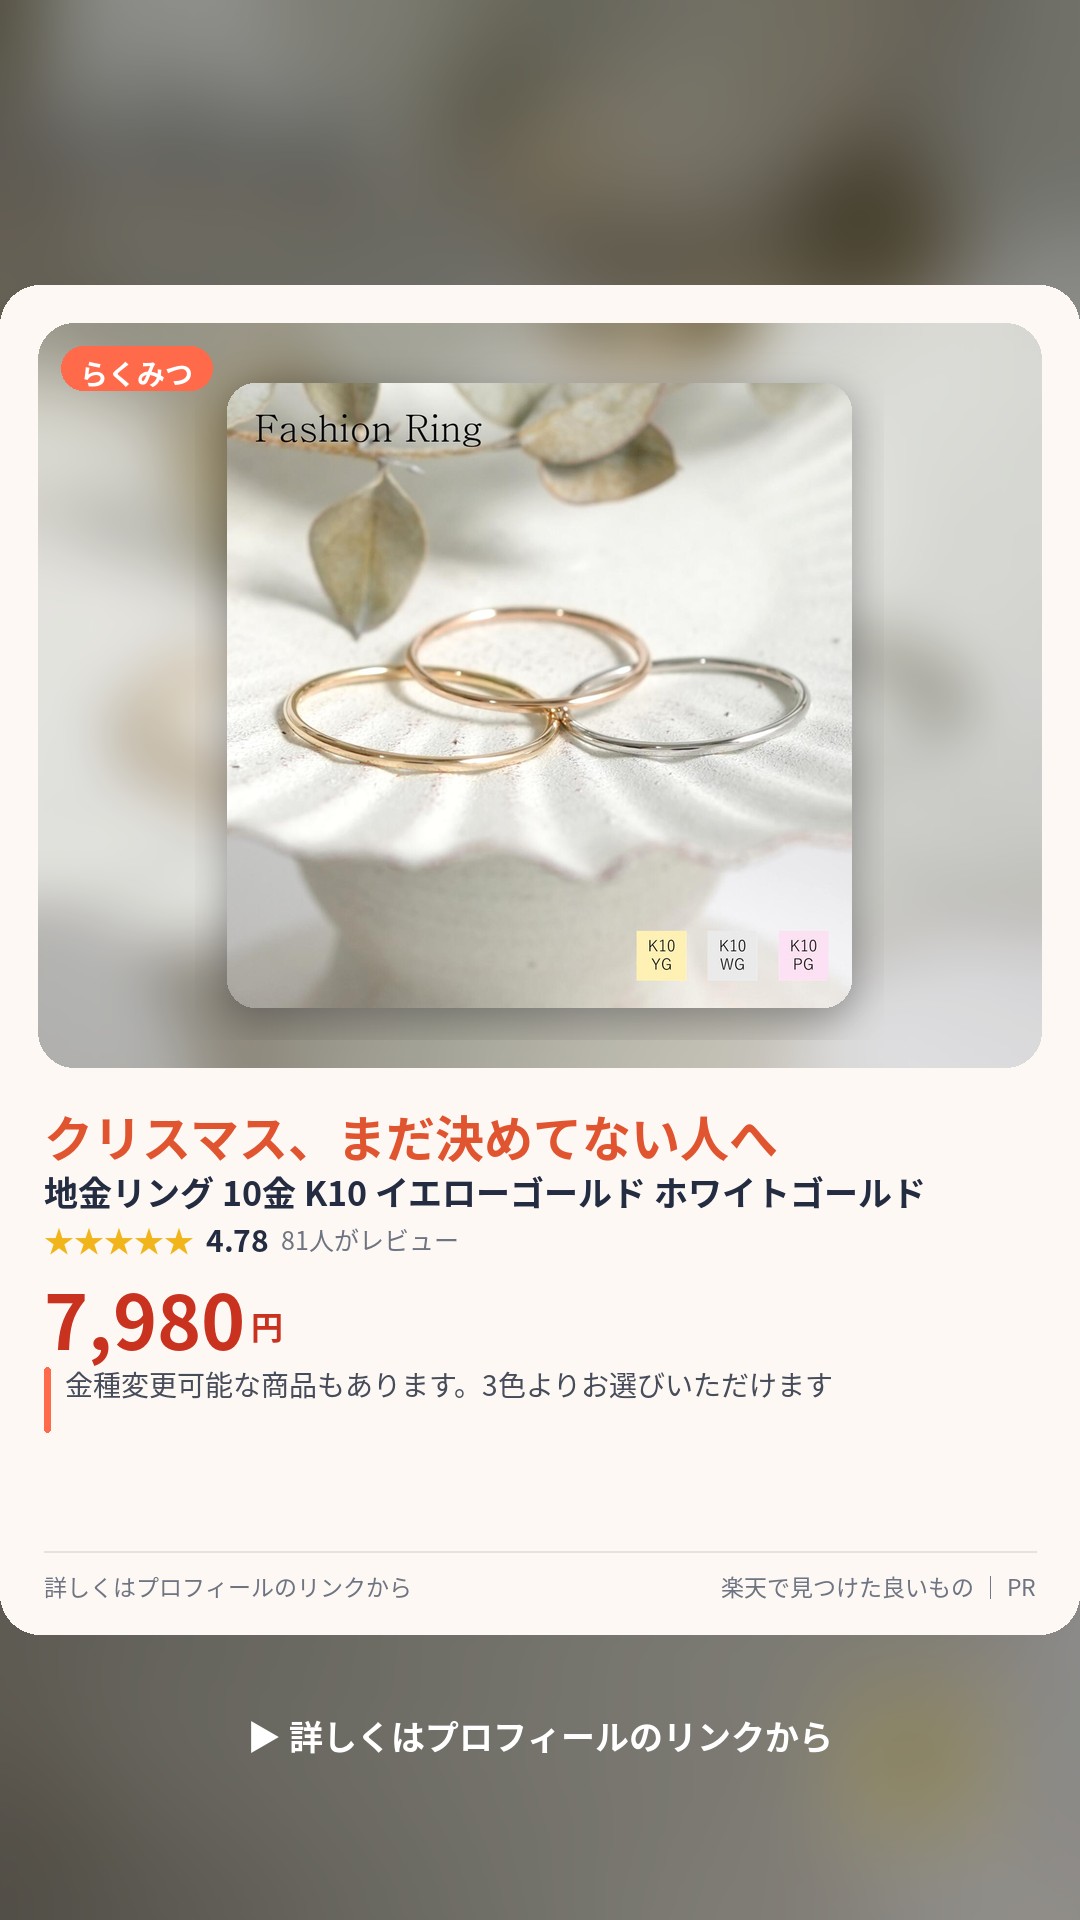 らくみつ
Fashion Ring
K10 YG
K10 WG
K10 PG
クリスマス、まだ決めてない人へ
地金リング 10金 K10 イエローゴールド ホワイトゴールド
★★★★★ 4.78 81人がレビュー
7,980円
金種変更可能な商品もあります。3色よりお選びいただけます
詳しくはプロフィールのリンクから
楽天で見つけた良いもの｜PR
▶ 詳しくはプロフィールのリンクから